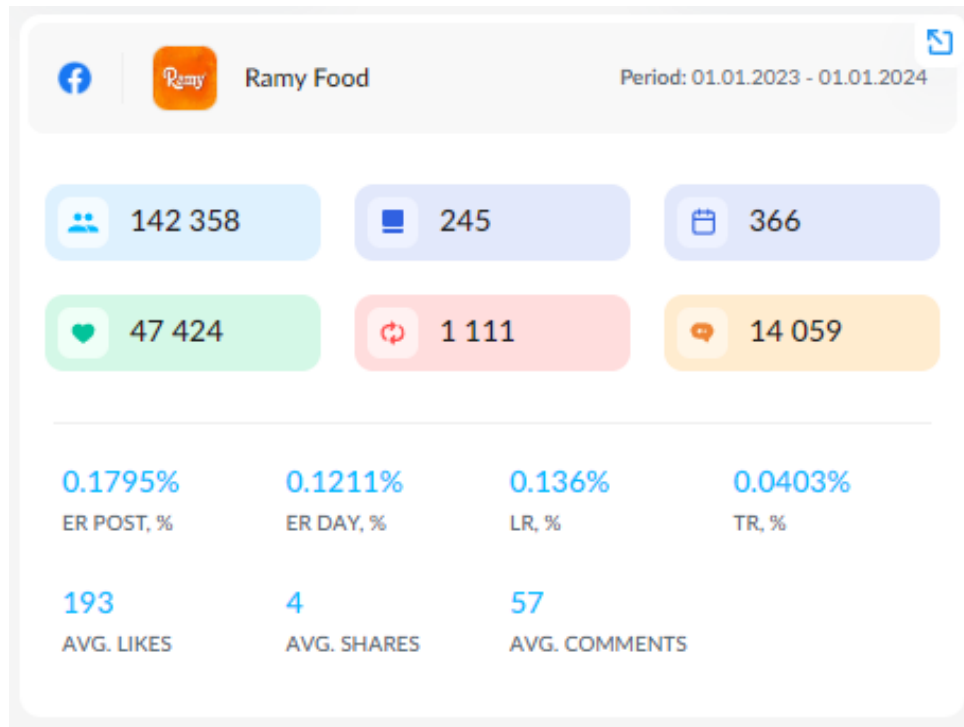 Ramy
Ramy Food
Period: 01.01.2023 - 01.01.2024
142 358
245
366
47 424
1 111
14 059
0.1795%
0.1211%
0.136%
0.0403%
ER POST, %
ER DAY, %
LR, %
TR, %
193
4
57
AVG. LIKES
AVG. SHARES
AVG. COMMENTS